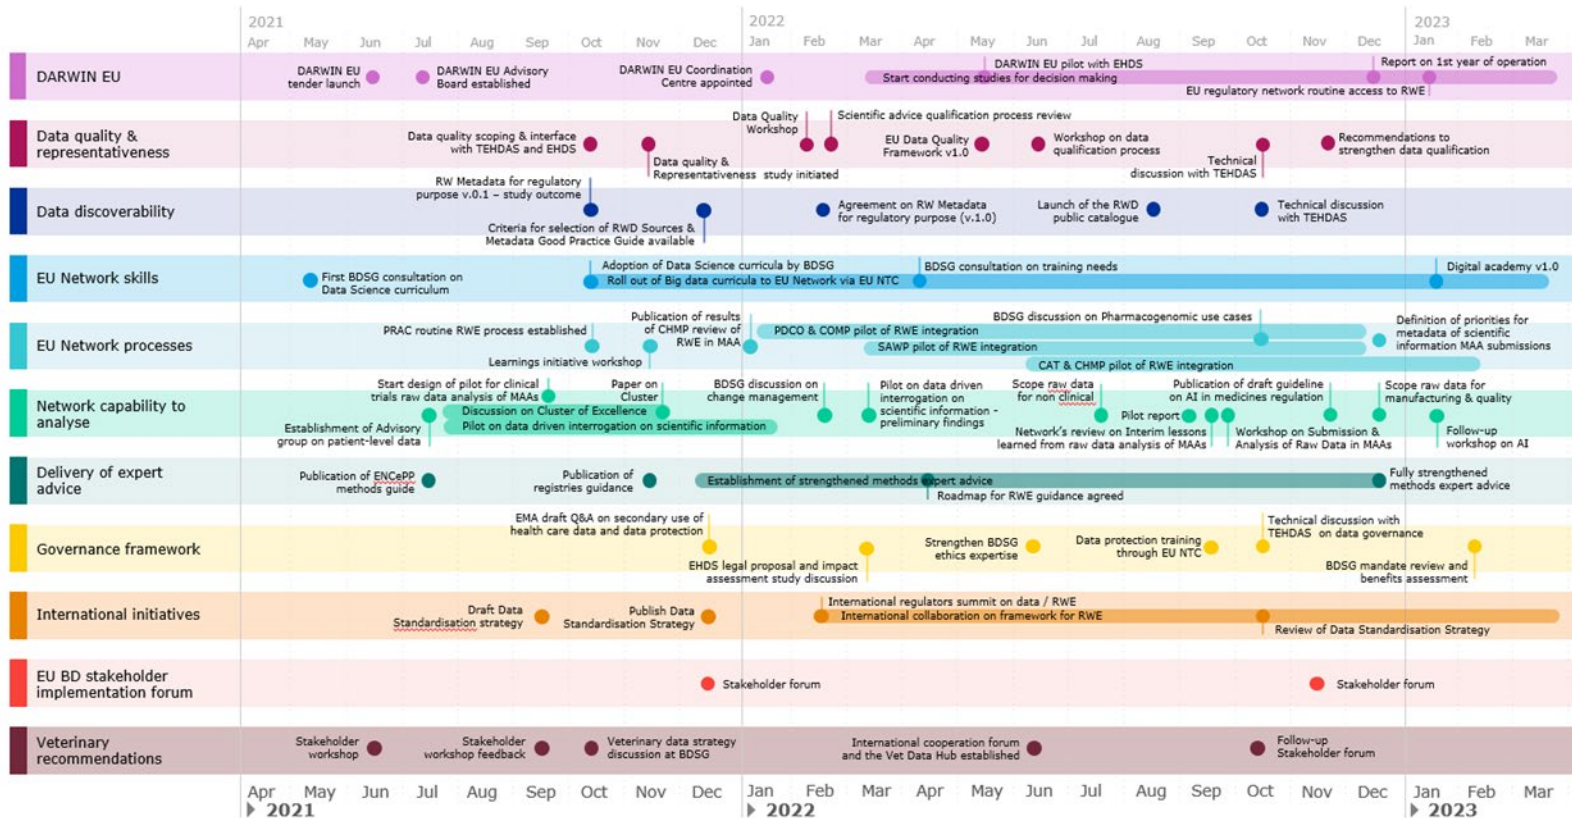 2021
2022
2023
Apr May Jun Jul Aug Sep Oct Nov Dec Jan Feb Mar Apr May Jun Jul Aug Sep Oct Nov Dec Jan Feb Mar
DARWIN EU
DARWIN EU
tender launch
DARWIN EU Advisory
Board established
DARWIN EU Coordination
Centre appointed
DARWIN EU pilot with EHDS
Start conducting studies for decision making
Report on 1st year of operation
EU regulatory network routine access to RWE
Data quality &
representativeness
Data quality scoping & interface
with TEHDAS and EHDS
Data quality &
Representativeness study initiated
Data Quality
Workshop
Scientific advice qualification process review
EU Data Quality
Framework v1.0
Workshop on data
qualification process
Technical
discussion with TEHDAS
Recommendations to
strengthen data qualification
Data discoverability
RW Metadata for regulatory
purpose v.0.1 – study outcome
Criteria for selection of RWD Sources &
Metadata Good Practice Guide available
Agreement on RW Metadata
for regulatory purpose (v.1.0)
Launch of the RWD
public catalogue
Technical discussion
with TEHDAS
EU Network skills
First BDSG consultation on
Data Science curriculum
Adoption of Data Science curricula by BDSG
Roll out of Big data curricula to EU Network via EU NTC
BDSG consultation on training needs
Digital academy v1.0
EU Network processes
PRAC routine RWE process established
Learnings initiative workshop
Publication of results
of CHMP review of
RWE in MAA
PDCO & COMP pilot of RWE integration
SAWP pilot of RWE integration
CAT & CHMP pilot of RWE integration
BDSG discussion on Pharmacogenomic use cases
Definition of priorities for
metadata of scientific
information MAA submissions
Network capability to
analyse
Start design of pilot for clinical
trials raw data analysis of MAAs
Establishment of Advisory
group on patient-level data
Paper on
Cluster
Discussion on Cluster of Excellence
Pilot on data driven interrogation on scientific information
BDSG discussion on
change management
Pilot on data driven
interrogation on
scientific information -
preliminary findings
Scope raw data
for non clinical
Pilot report
Network's review on Interim lessons
learned from raw data analysis of MAAs
Publication of draft guideline
on AI in medicines regulation
Workshop on Submission &
Analysis of Raw Data in MAAs
Scope raw data for
manufacturing & quality
Follow-up
workshop on AI
Delivery of expert
advice
Publication of ENCePP
methods guide
Publication of
registries guidance
Establishment of strengthened methods expert advice
Roadmap for RWE guidance agreed
Fully strengthened
methods expert advice
Governance framework
EMA draft Q&A on secondary use of
health care data and data protection
EHDS legal proposal and impact
assessment study discussion
Strengthen BDSG
ethics expertise
Data protection training
through EU NTC
Technical discussion with
TEHDAS on data governance
BDSG mandate review and
benefits assessment
International initiatives
Draft Data
Standardisation
strategy
Publish Data
Standardisation Strategy
International regulators summit on data / RWE
International collaboration on framework for RWE
Review of Data Standardisation Strategy
EU BD stakeholder
implementation forum
Stakeholder forum
Stakeholder forum
Veterinary
recommendations
Stakeholder
workshop
Stakeholder
workshop feedback
Veterinary data strategy
discussion at BDSG
International cooperation forum
and the Vet Data Hub established
Follow-up
Stakeholder forum
Apr May Jun Jul Aug Sep Oct Nov Dec Jan Feb Mar Apr May Jun Jul Aug Sep Oct Nov Dec Jan Feb Mar
2021
2022
2023